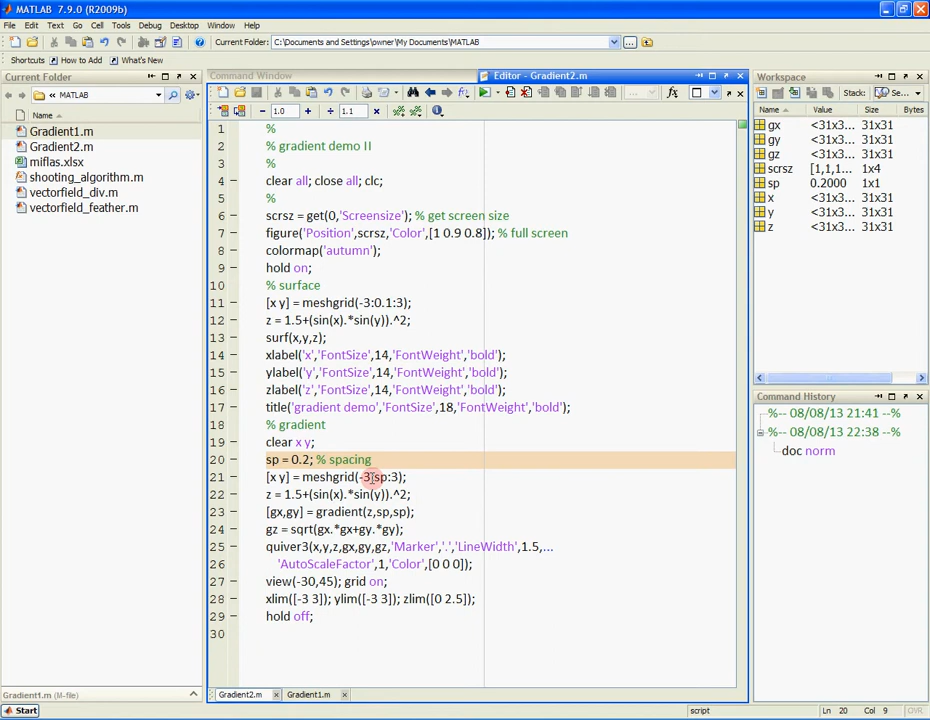 MATLAB 7.9.0 (R2009b)
File Edit Text Go Cell Tools Debug Desktop Window Help
Current Folder: C:\Documents and Settings\owner\My Documents\MATLAB
Shortcuts How to Add What's New
Current Folder
« MATLAB
Name
Gradient1.m
Gradient2.m
miflas.xlsx
shooting_algorithm.m
vectorfield_div.m
vectorfield_feather.m
Gradient1.m (M-file)
Command Window
Editor - Gradient2.m
Stack:
1.0 1.1
1 %
2 % gradient demo II
3 %
4 clear all; close all; clc;
5 %
6 scrsz = get(0,'Screensize'); % get screen size
7 figure('Position',scrsz,'Color',[1 0.9 0.8]); % full screen
8 colormap('autumn');
9 hold on;
10 % surface
11 [x y] = meshgrid(-3:0.1:3);
12 z = 1.5+(sin(x).*sin(y)).^2;
13 surf(x,y,z);
14 xlabel('x','FontSize',14,'FontWeight','bold');
15 ylabel('y','FontSize',14,'FontWeight','bold');
16 zlabel('z','FontSize',14,'FontWeight','bold');
17 title('gradient demo','FontSize',18,'FontWeight','bold');
18 % gradient
19 clear x y;
20 sp = 0.2; % spacing
21 [x y] = meshgrid(-3:sp:3);
22 z = 1.5+(sin(x).*sin(y)).^2;
23 [gx,gy] = gradient(z,sp,sp);
24 gz = sqrt(gx.*gx+gy.*gy);
25 quiver3(x,y,z,gx,gy,gz,'Marker','.','LineWidth',1.5,...
26 'AutoScaleFactor',1,'Color',[0 0 0]);
27 view(-30,45); grid on;
28 xlim([-3 3]); ylim([-3 3]); zlim([0 2.5]);
29 hold off;
30
Gradient2.m Gradient1.m
Workspace
Stack: Se...
Name Value Size Bytes
gx <31x3... 31x31
gy <31x3... 31x31
gz <31x3... 31x31
scrsz [1,1,1... 1x4
sp 0.2000 1x1
x <31x3... 31x31
y <31x3... 31x31
z <31x3... 31x31
Command History
%-- 08/08/13 21:41 --%
%-- 08/08/13 22:38 --%
doc norm
Start
script
Ln 20 Col 9 OVR